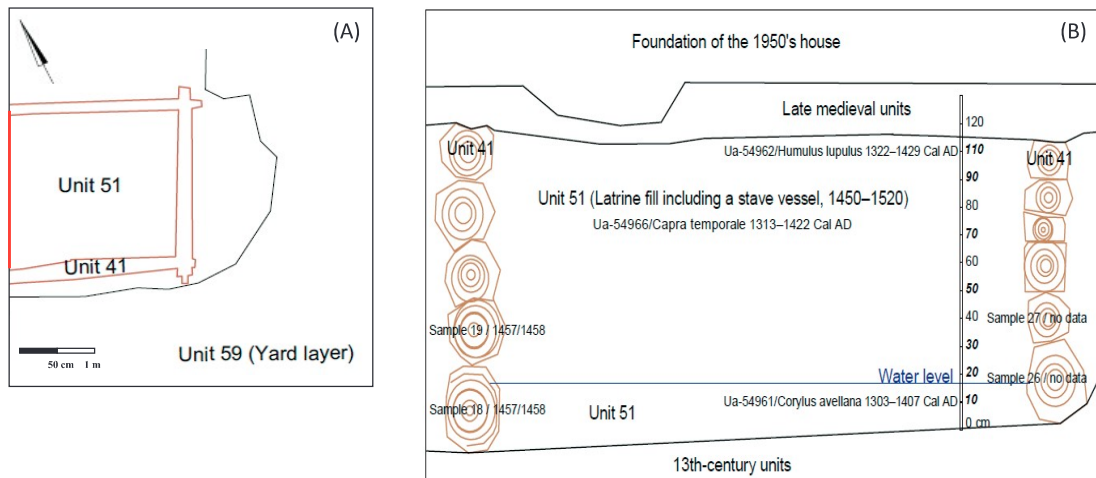 (A)
Unit 51
Unit 41
50 cm 1 m
Unit 59 (Yard layer)
(B)
Foundation of the 1950's house
Late medieval units
120
Unit 41
Ua-54962/Humulus lupulus 1322–1429 Cal AD
110
Unit 41
90
Unit 51 (Latrine fill including a stave vessel, 1450–1520)
80
Ua-54966/Capra temporale 1313–1422 Cal AD
70
60
50
40
Sample 19 / 1457/1458
Sample 27 / no data
30
20
Water level
Sample 26 / no data
10
Ua-54961/Corylus avellana 1303–1407 Cal AD
Sample 18 / 1457/1458
Unit 51
0 cm
13th-century units